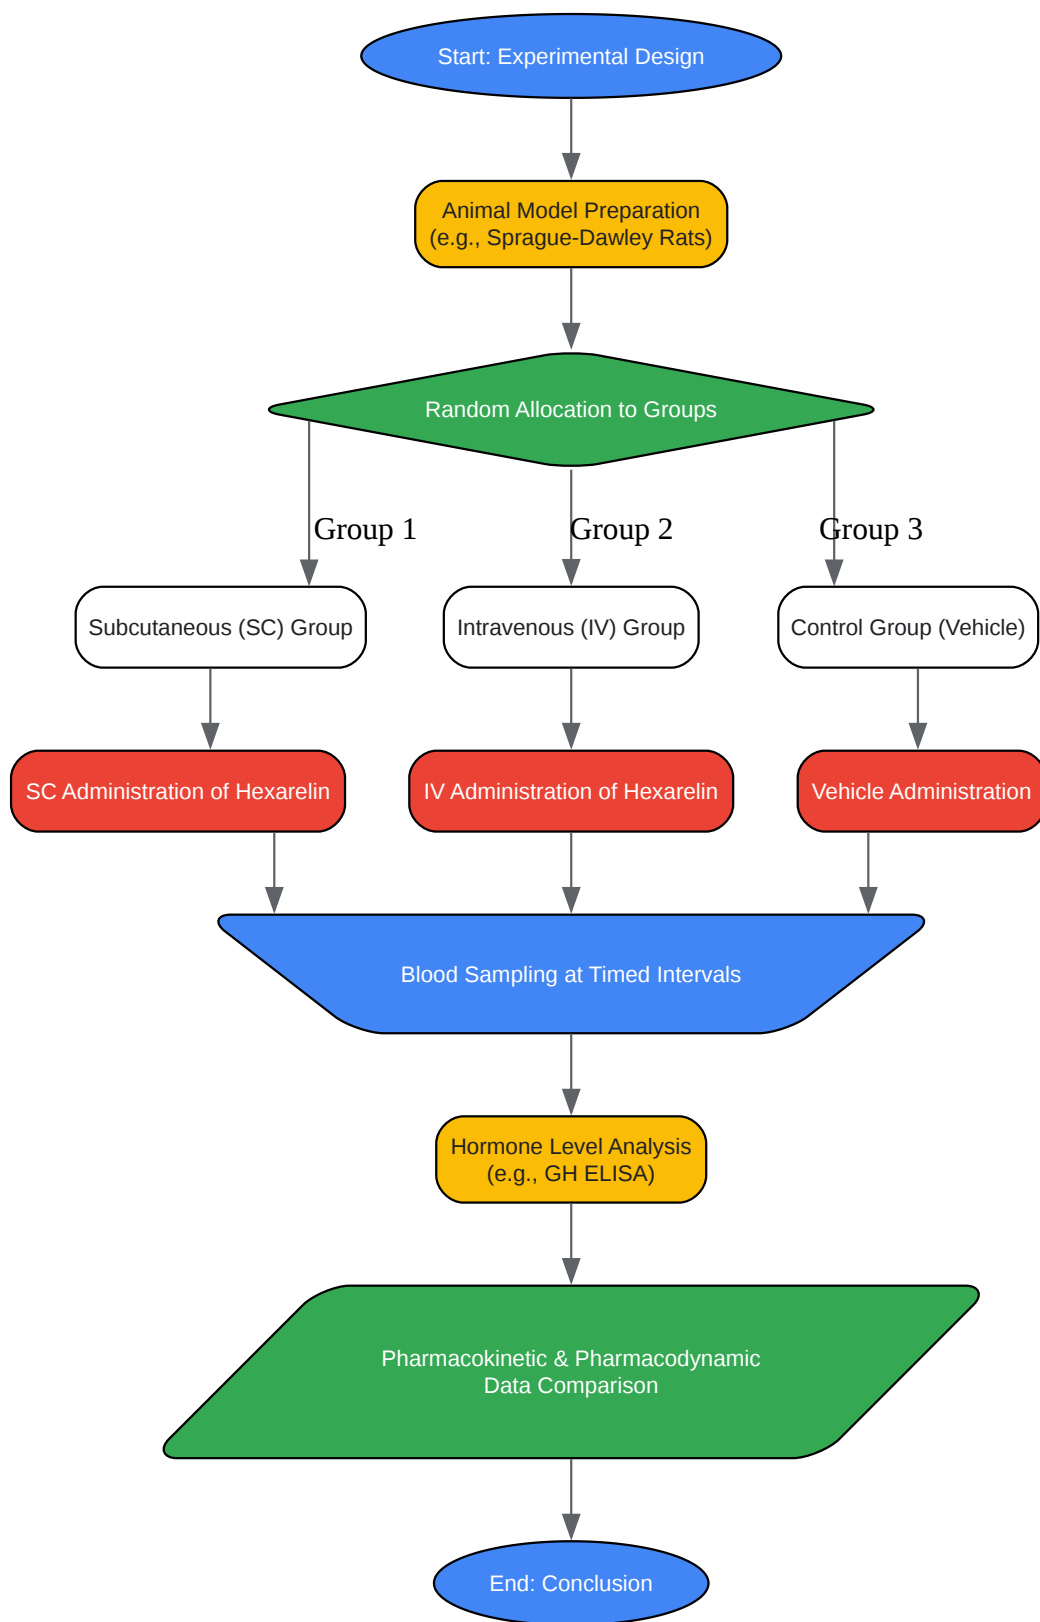 Start: Experimental Design
Animal Model Preparation
(e.g., Sprague-Dawley Rats)
Random Allocation to Groups
Group 1
Group 2
Group 3
Subcutaneous (SC) Group
Intravenous (IV) Group
Control Group (Vehicle)
SC Administration of Hexarelin
IV Administration of Hexarelin
Vehicle Administration
Blood Sampling at Timed Intervals
Hormone Level Analysis
(e.g., GH ELISA)
Pharmacokinetic & Pharmacodynamic
Data Comparison
End: Conclusion